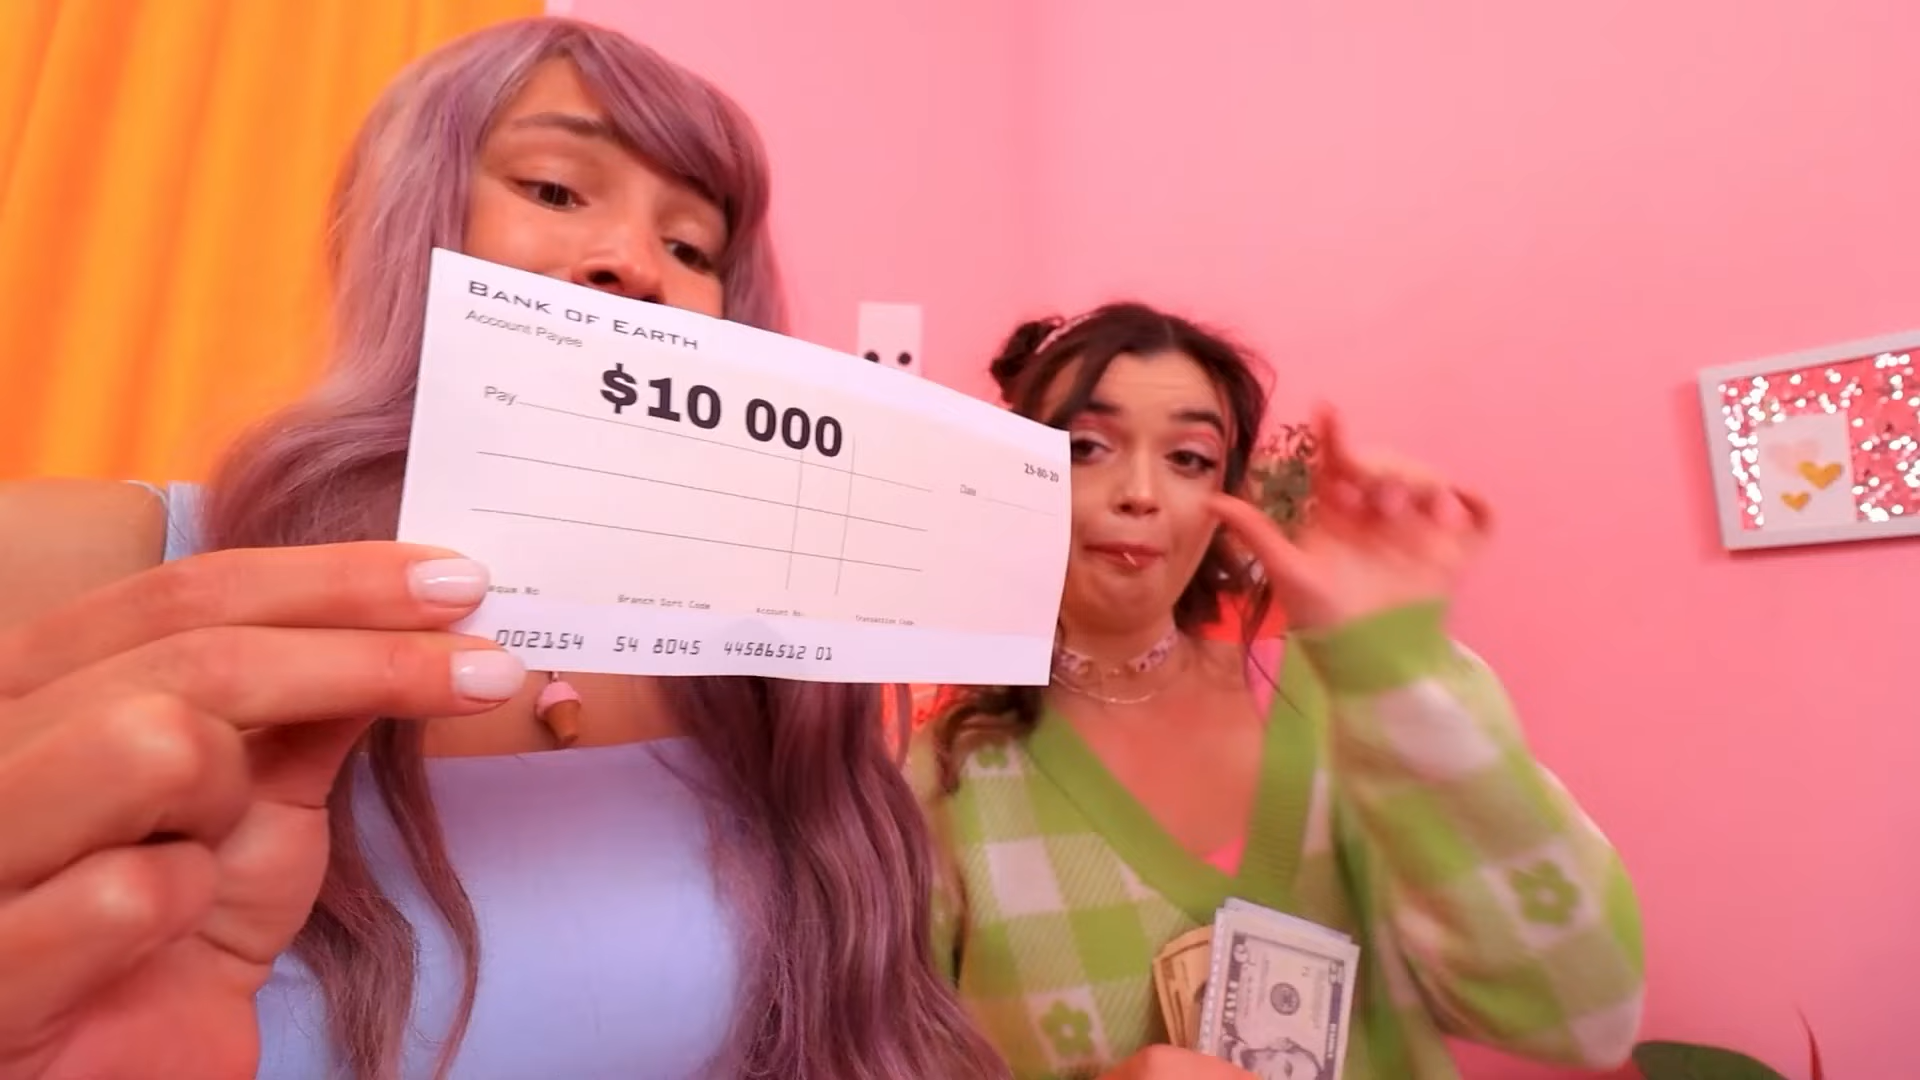 BANK OF EARTH
Account Payee
$10 000
Pay
25-80-20
Date
Branch Sort Code
Account No.
Transaction Code
002154 54 8045 44586512 01
FIVE